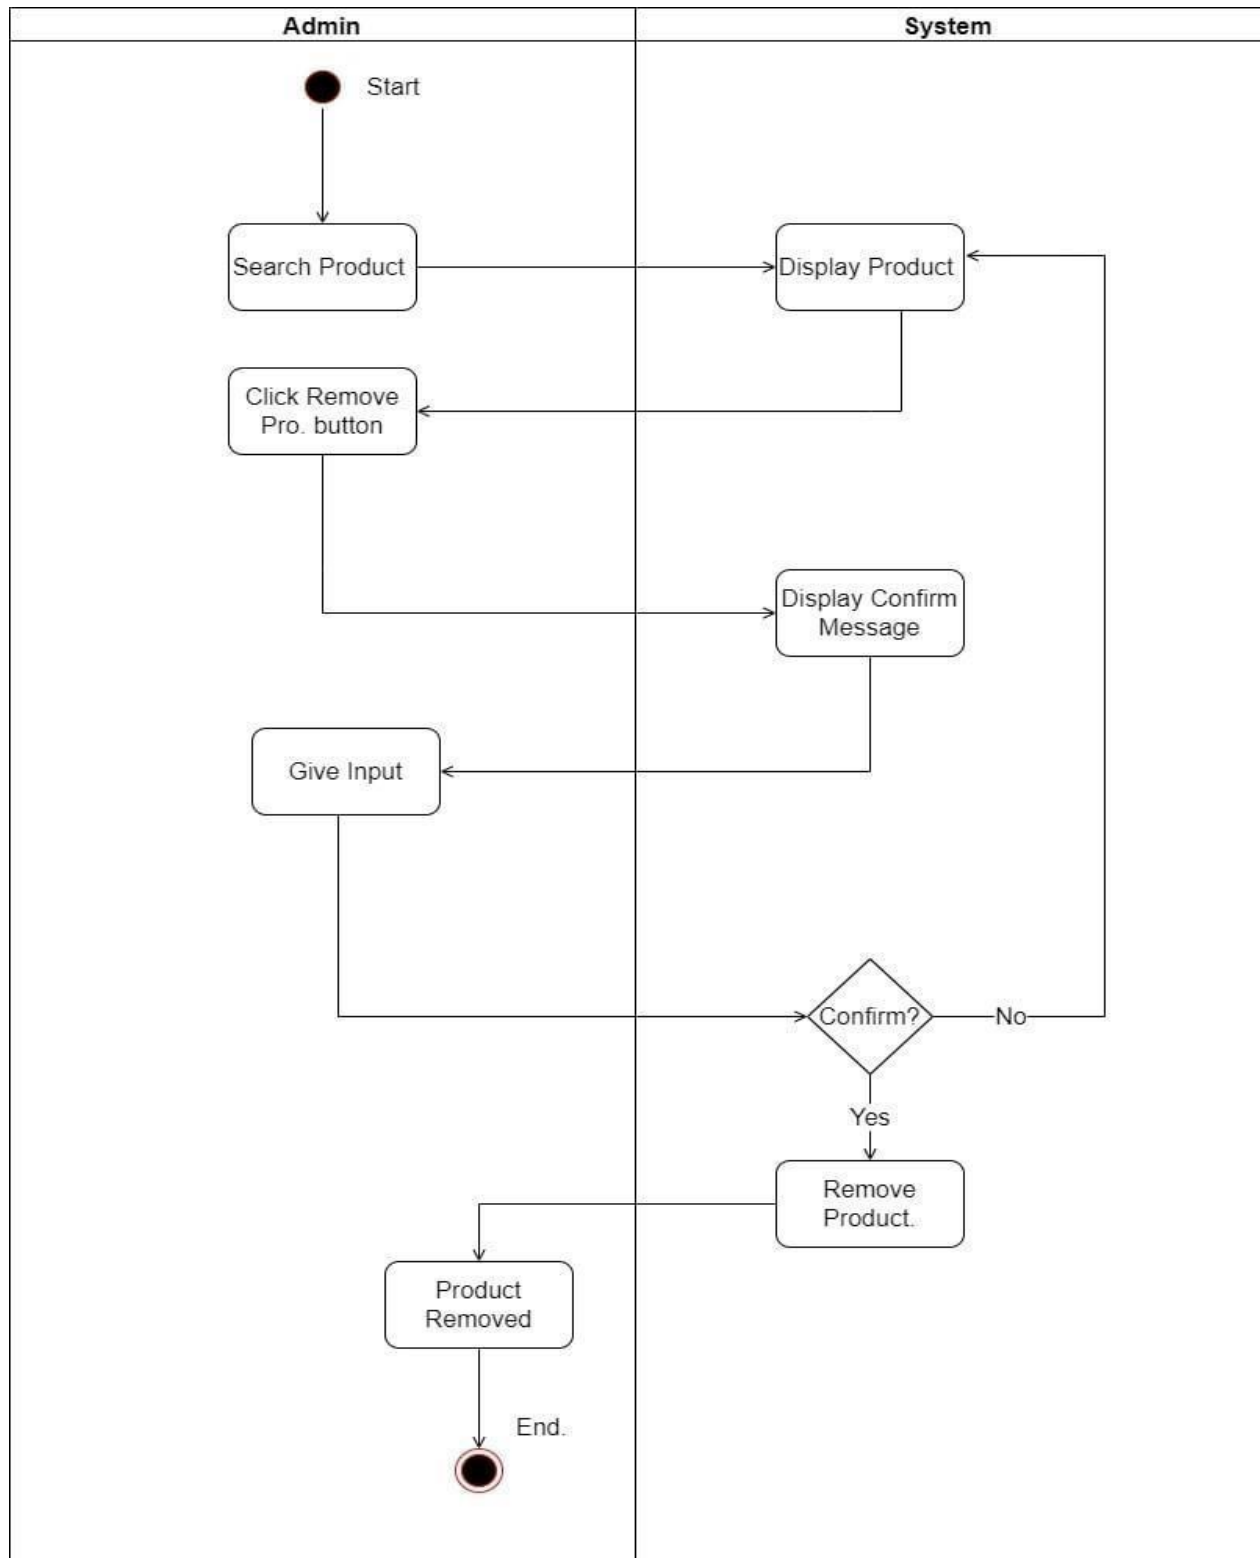 Admin
System
Start
Search Product
Display Product
Click Remove
Pro. button
Display Confirm
Message
Give Input
Confirm?
No
Yes
Remove
Product.
Product
Removed
End.